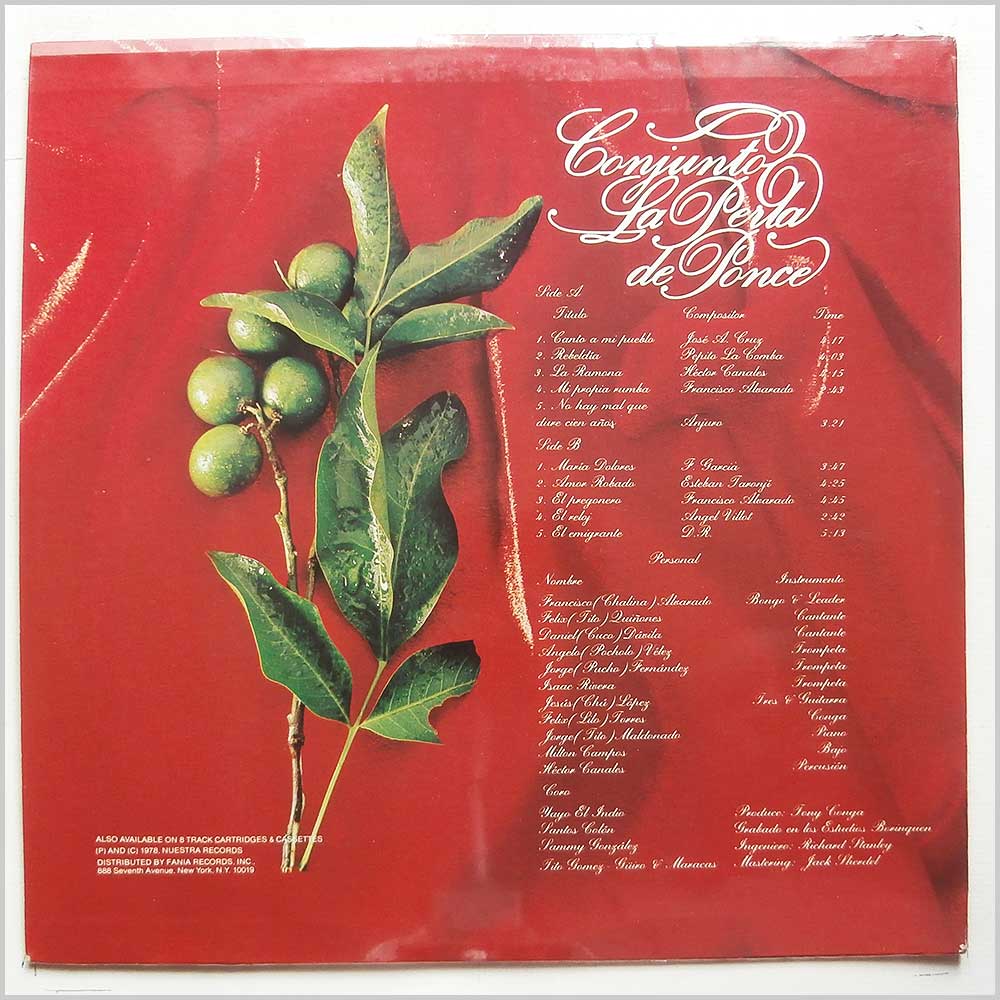 Conjunto
La Perla
de Ponce
Side A
Titulo Compositor Time
1. Canto a mi pueblo José A. Cruz 4:17
2. Rebeldia Pepito La Comba 4:03
3. La Ramona Héctor Canales 4:15
4. Mi propia rumba Francisco Alvarado 3:43
5. No hay mal que
dure cien años Anjuro 3.21
Side B
1. Maria Dolores F Garcia 3:47
2. Amor Robado Esteban Taronji 4:25
3. El pregonero Francisco Alvarado 4:45
4. El reloj Angel Villot 2:42
5. El emigrante D.R. 5:13
Personal
Nombre Instrumento
Francisco (Chalina) Alvarado Bongo & Leader
Felix (Tito) Quiñones Cantante
Daniel (Cuco) Dávila Cantante
Angelo (Pocholo) Vélez Trompeta
Jorge (Pucho) Fernández Trompeta
Isaac Rivera Trompeta
Jesús (Chú) López Tres & Guitarra
Felix (Lilo) Torres Conga
Jorge (Tito) Maldonado Piano
Milton Campos Bajo
Héctor Canales Percusión
Coro
Yayo El Indio Produce: Tony Conga
Santos Colón Grabado en los Estudios Borinquen
Sammy González Ingeniero: Richard Stanley
Tito Gomez - Güiro & Maracas Mastering: Jack
ALSO AVAILABLE ON 8 TRACK CARTRIDGES & CASSETTES
(P) AND (C) 1978, NUESTRA RECORDS
DISTRIBUTED BY FANIA RECORDS, INC.
888 Seventh Avenue, New York, N.Y. 10019